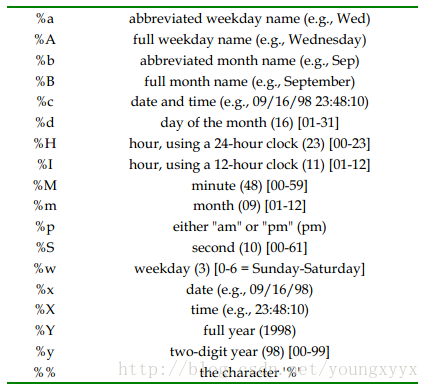 %a abbreviated weekday name (e.g., Wed)
%A full weekday name (e.g., Wednesday)
%b abbreviated month name (e.g., Sep)
%B full month name (e.g., September)
%c date and time (e.g., 09/16/98 23:48:10)
%d day of the month (16) [01-31]
%H hour, using a 24-hour clock (23) [00-23]
%I hour, using a 12-hour clock (11) [01-12]
%M minute (48) [00-59]
%m month (09) [01-12]
%p either "am" or "pm" (pm)
%S second (10) [00-61]
%w weekday (3) [0-6 = Sunday-Saturday]
%x date (e.g., 09/16/98)
%X time (e.g., 23:48:10)
%Y full year (1998)
%y two-digit year (98) [00-99]
%% the character '%'
http://blog.csdn.net/youngxyyx